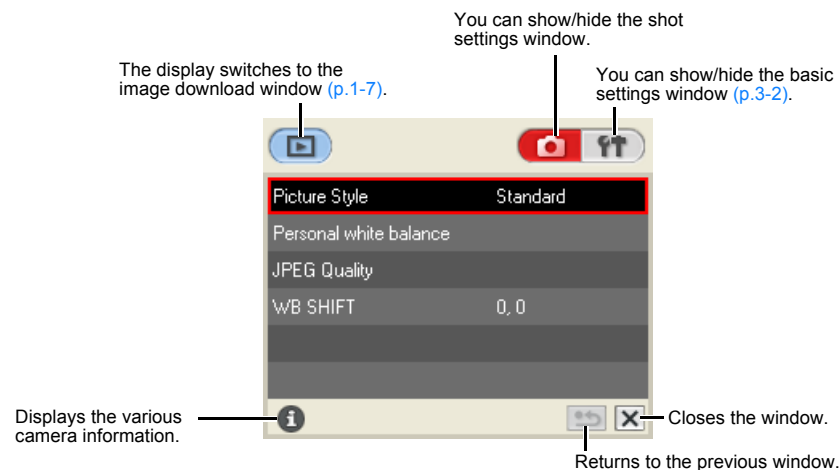 You can show/hide the shot
settings window.
The display switches to the
image download window (p.1-7).
You can show/hide the basic
settings window (p.3-2).
Picture Style Standard
Personal white balance
JPEG Quality
WB SHIFT 0, 0
Displays the various
camera information.
Closes the window.
Returns to the previous window.